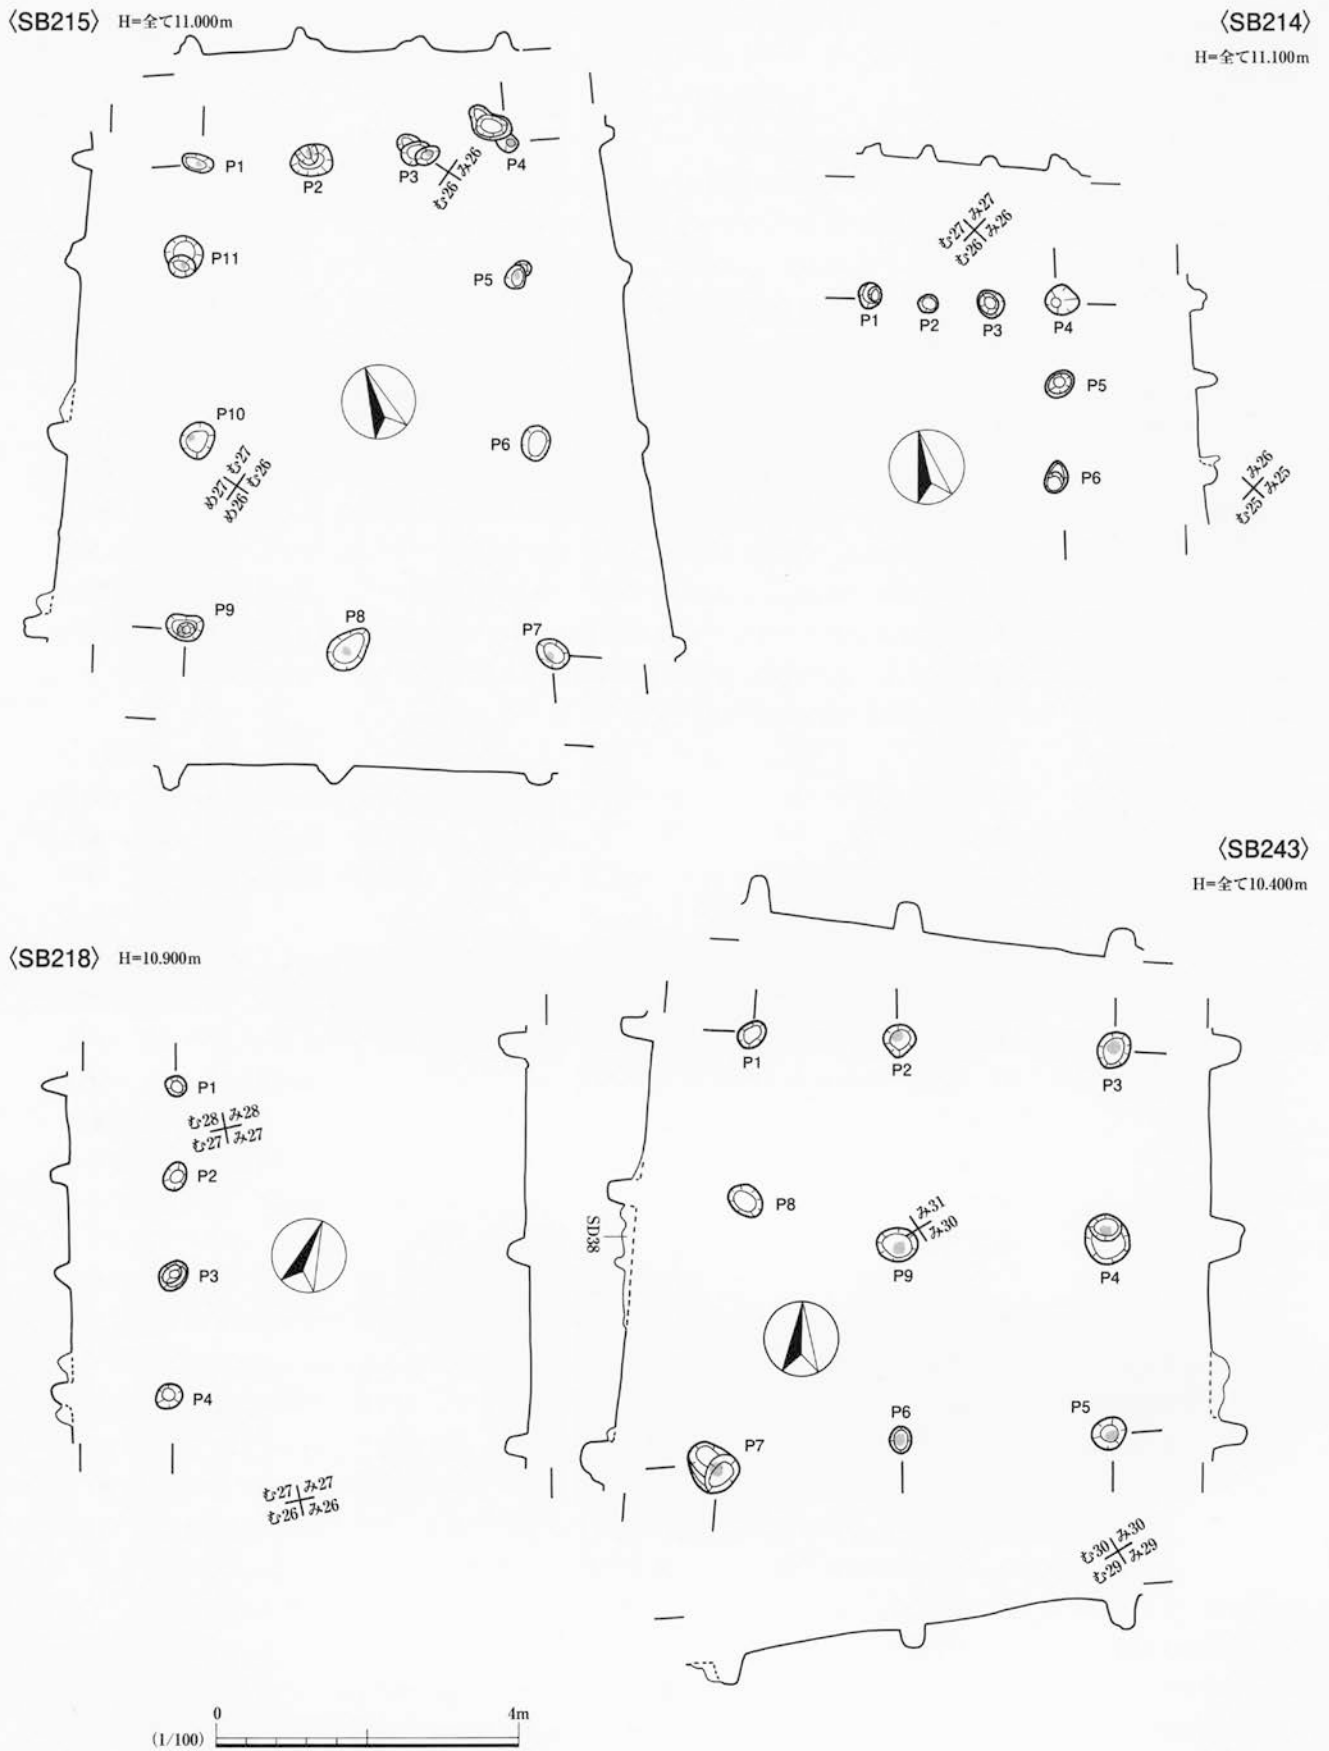 〈SB215〉 H=全て11.000m
P1
P2
P3
P4
む26 み26
P11
P5
P10
P6
め27 む27
め26 む26
P9
P8
P7
〈SB214〉
H=全て11.100m
む27 み27
む26 み26
P1
P2
P3
P4
P5
P6
み26
む25 み25
〈SB218〉 H=10.900m
P1
む28 み28
む27 み27
P2
P3
P4
む27 み27
む26 み26
〈SB243〉
H=全て10.400m
P1
P2
P3
P8
み31
み30
SD38
P9
P4
P7
P6
P5
む30 み30
む29 み29
0 4m
(1/100)